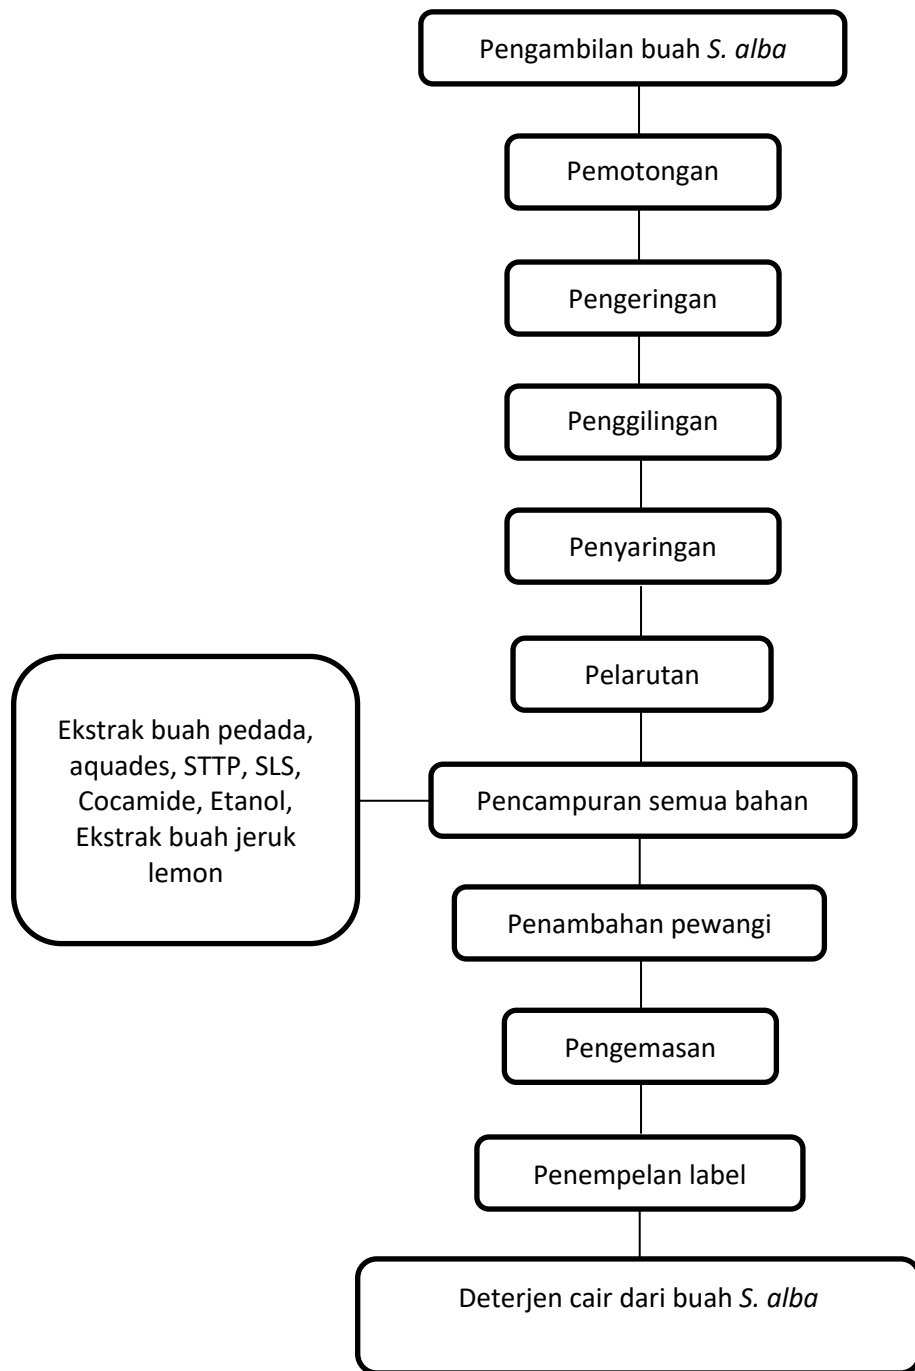 Pengambilan buah S. alba
Pemotongan
Pengeringan
Penggilingan
Penyaringan
Pelarutan
Ekstrak buah pedada,
aquades, STTP, SLS,
Cocamide, Etanol,
Ekstrak buah jeruk
lemon
Pencampuran semua bahan
Penambahan pewangi
Pengemasan
Penempelan label
Deterjen cair dari buah S. alba